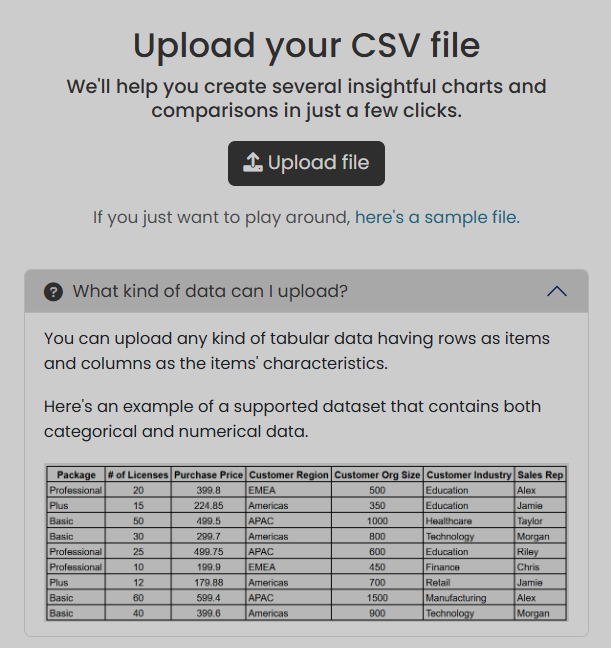 Upload your CSV file
We'll help you create several insightful charts and
comparisons in just a few clicks.
Upload file
If you just want to play around, here's a sample file.
? What kind of data can I upload?
You can upload any kind of tabular data having rows as items
and columns as the items' characteristics.
Here's an example of a supported dataset that contains both
categorical and numerical data.
Package # of Licenses Purchase Price Customer Region Customer Org Size Customer Industry Sales Rep
Professional 20 399.8 EMEA 500 Education Alex
Plus 15 224.85 Americas 350 Education Jamie
Basic 50 499.5 APAC 1000 Healthcare Taylor
Basic 30 299.7 Americas 800 Technology Morgan
Professional 25 499.75 APAC 600 Education Riley
Professional 10 199.9 EMEA 450 Finance Chris
Plus 12 179.88 Americas 700 Retail Jamie
Basic 60 599.4 APAC 1500 Manufacturing Alex
Basic 40 399.6 Americas 900 Technology Morgan